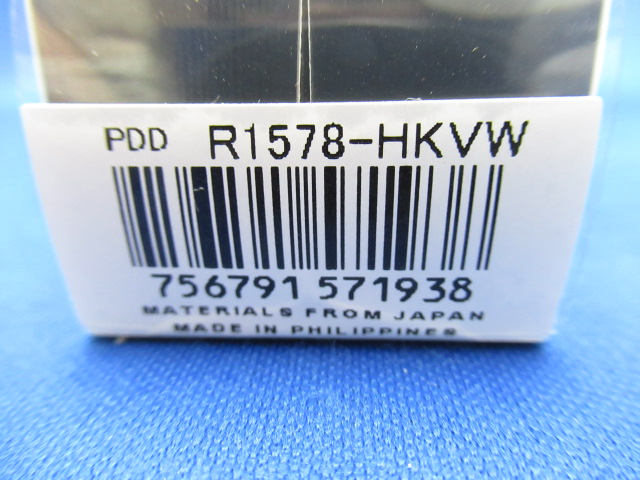 PDD R1578-HKVW
756791 571938
MATERIALS FROM JAPAN
MADE IN PHILIPPINES